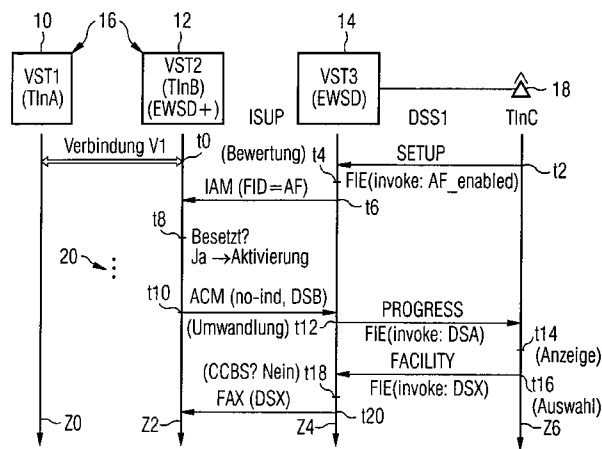 10
16
12
14
VST1
(TlnA)
VST2
(TlnB)
(EWSD+)
VST3
(EWSD)
18
ISUP
DSS1
TlnC
Verbindung V1
t0
(Bewertung)
t4
SETUP
t2
FIE(invoke: AF_enabled)
IAM (FID=AF)
t6
t8
Besetzt?
Ja →Aktivierung
20
t10
ACM (no-ind, DSB)
(Umwandlung)
t12
PROGRESS
FIE(invoke: DSA)
t14
(Anzeige)
FACILITY
(CCBS? Nein)
t18
FIE(invoke: DSX)
t16
(Auswahl)
FAX (DSX)
t20
Z0
Z2
Z4
Z6